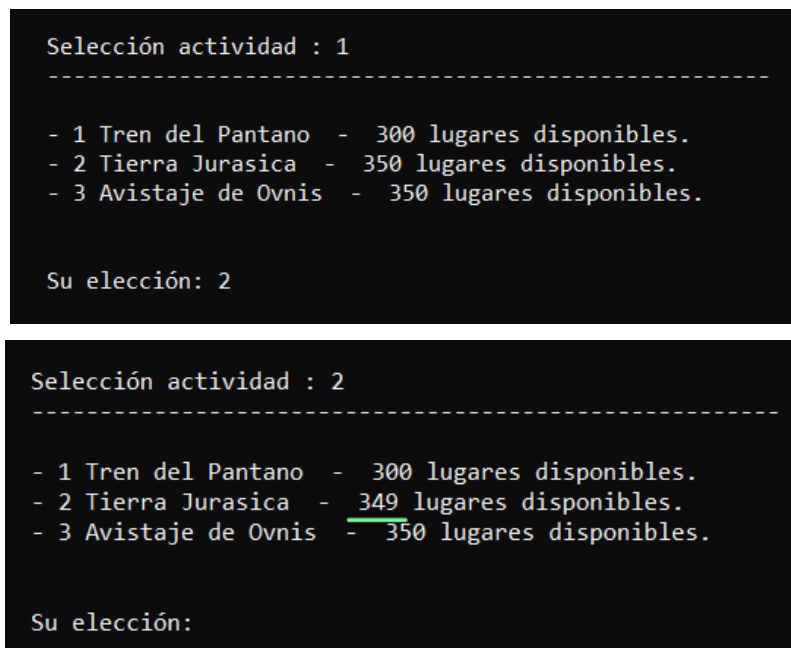 Selección actividad : 1
-------------------------------------------------------
- 1 Tren del Pantano  -  300 lugares disponibles.
- 2 Tierra Jurasica  -  350 lugares disponibles.
- 3 Avistaje de Ovnis  -  350 lugares disponibles.
Su elección: 2
Selección actividad : 2
-------------------------------------------------------
- 1 Tren del Pantano  -  300 lugares disponibles.
- 2 Tierra Jurasica  -  349 lugares disponibles.
- 3 Avistaje de Ovnis  -  350 lugares disponibles.
Su elección: